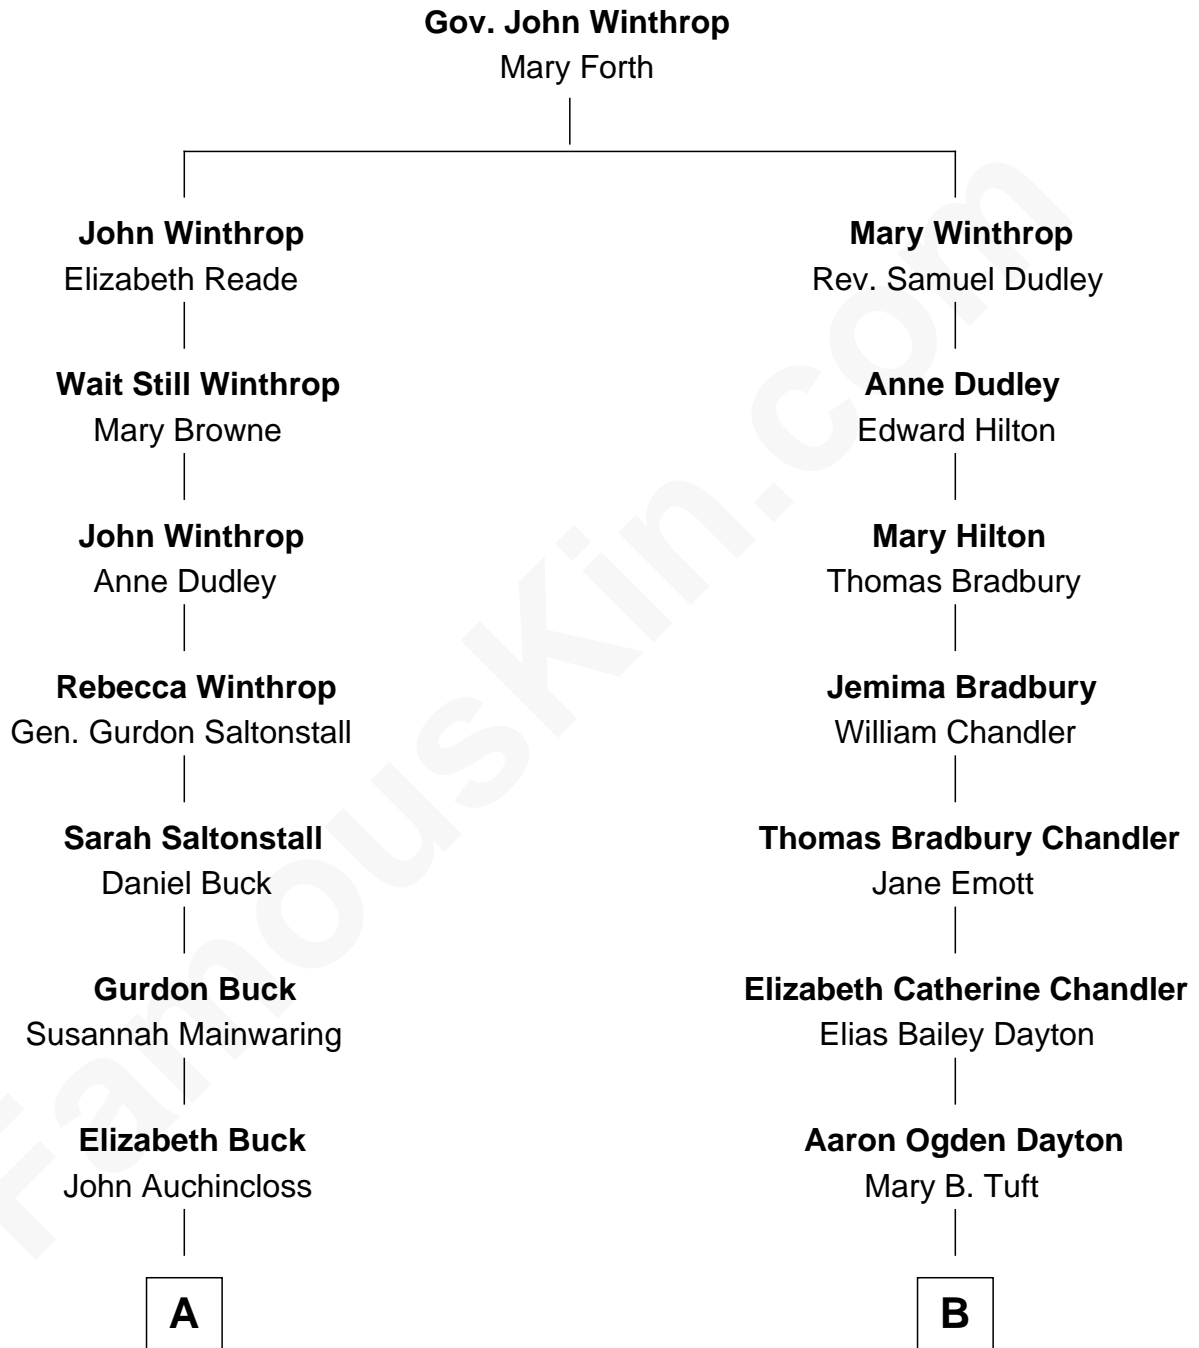 Gov. John Winthrop
Mary Forth
John Winthrop
Elizabeth Reade
Mary Winthrop
Rev. Samuel Dudley
Wait Still Winthrop
Mary Browne
Anne Dudley
Edward Hilton
John Winthrop
Anne Dudley
Mary Hilton
Thomas Bradbury
Rebecca Winthrop
Gen. Gurdon Saltonstall
Jemima Bradbury
William Chandler
Sarah Saltonstall
Daniel Buck
Thomas Bradbury Chandler
Jane Emott
Gurdon Buck
Susannah Mainwaring
Elizabeth Catherine Chandler
Elias Bailey Dayton
Elizabeth Buck
John Auchincloss
Aaron Ogden Dayton
Mary B. Tuft
A
B
FamousKin.com